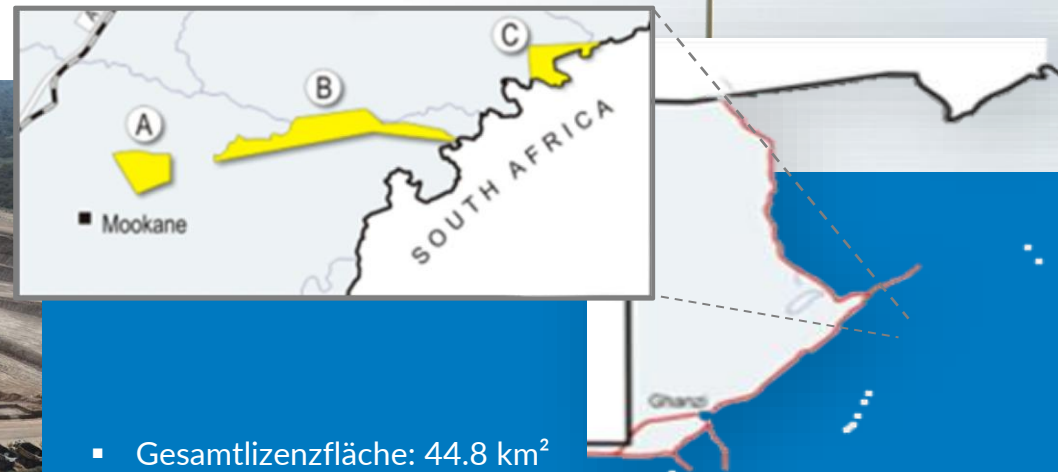 A
B
C
Mookane
SOUTH AFRICA
Ghanzi
▪ Gesamtlizenzfläche: 44.8 km²